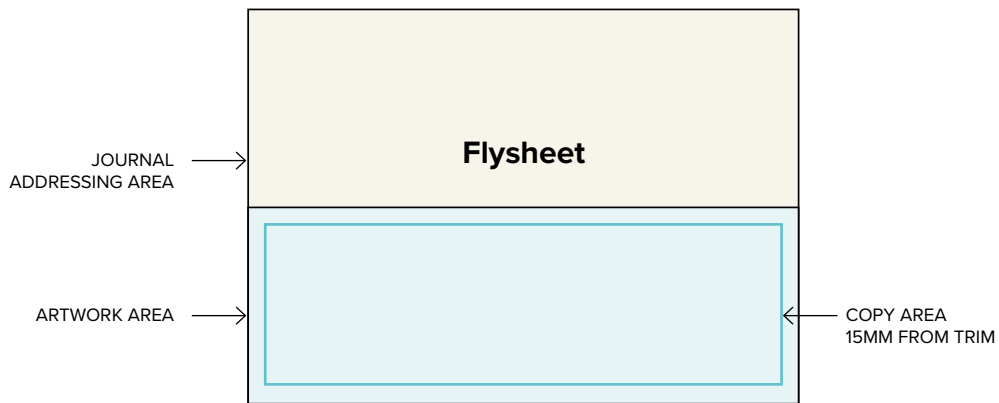 Flysheet
JOURNAL
ADDRESSING AREA
ARTWORK AREA
COPY AREA
15MM FROM TRIM